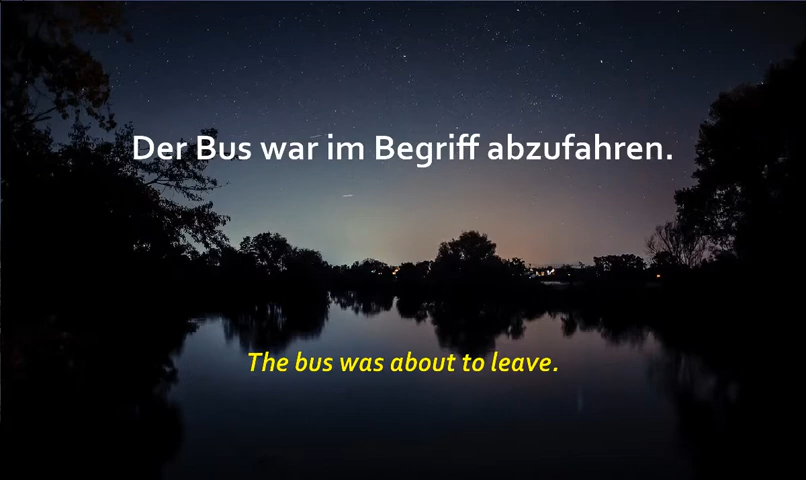 Der Bus war im Begriff abzufahren.
The bus was about to leave.